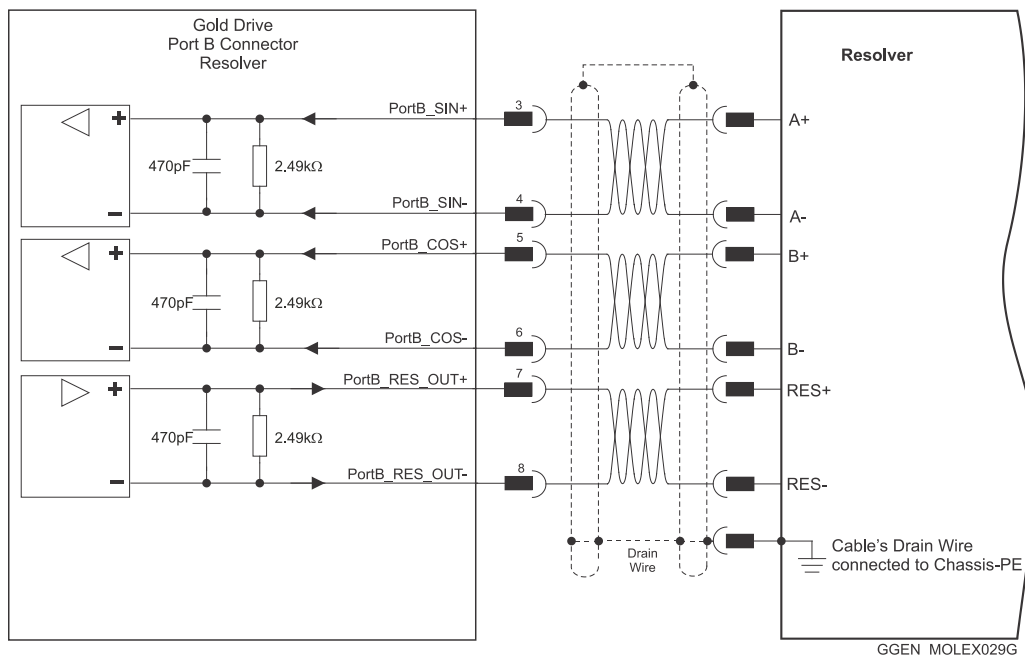 Gold Drive
Port B Connector
Resolver
Resolver
PortB_SIN+
3
+
A+
470pF
2.49kΩ
PortB_SIN-
4
-
A-
PortB_COS+
5
+
B+
470pF
2.49kΩ
PortB_COS-
6
-
B-
PortB_RES_OUT+
7
+
RES+
470pF
2.49kΩ
PortB_RES_OUT-
8
-
RES-
Drain
Wire
Cable's Drain Wire
connected to Chassis-PE
GGEN_MOLEX029G